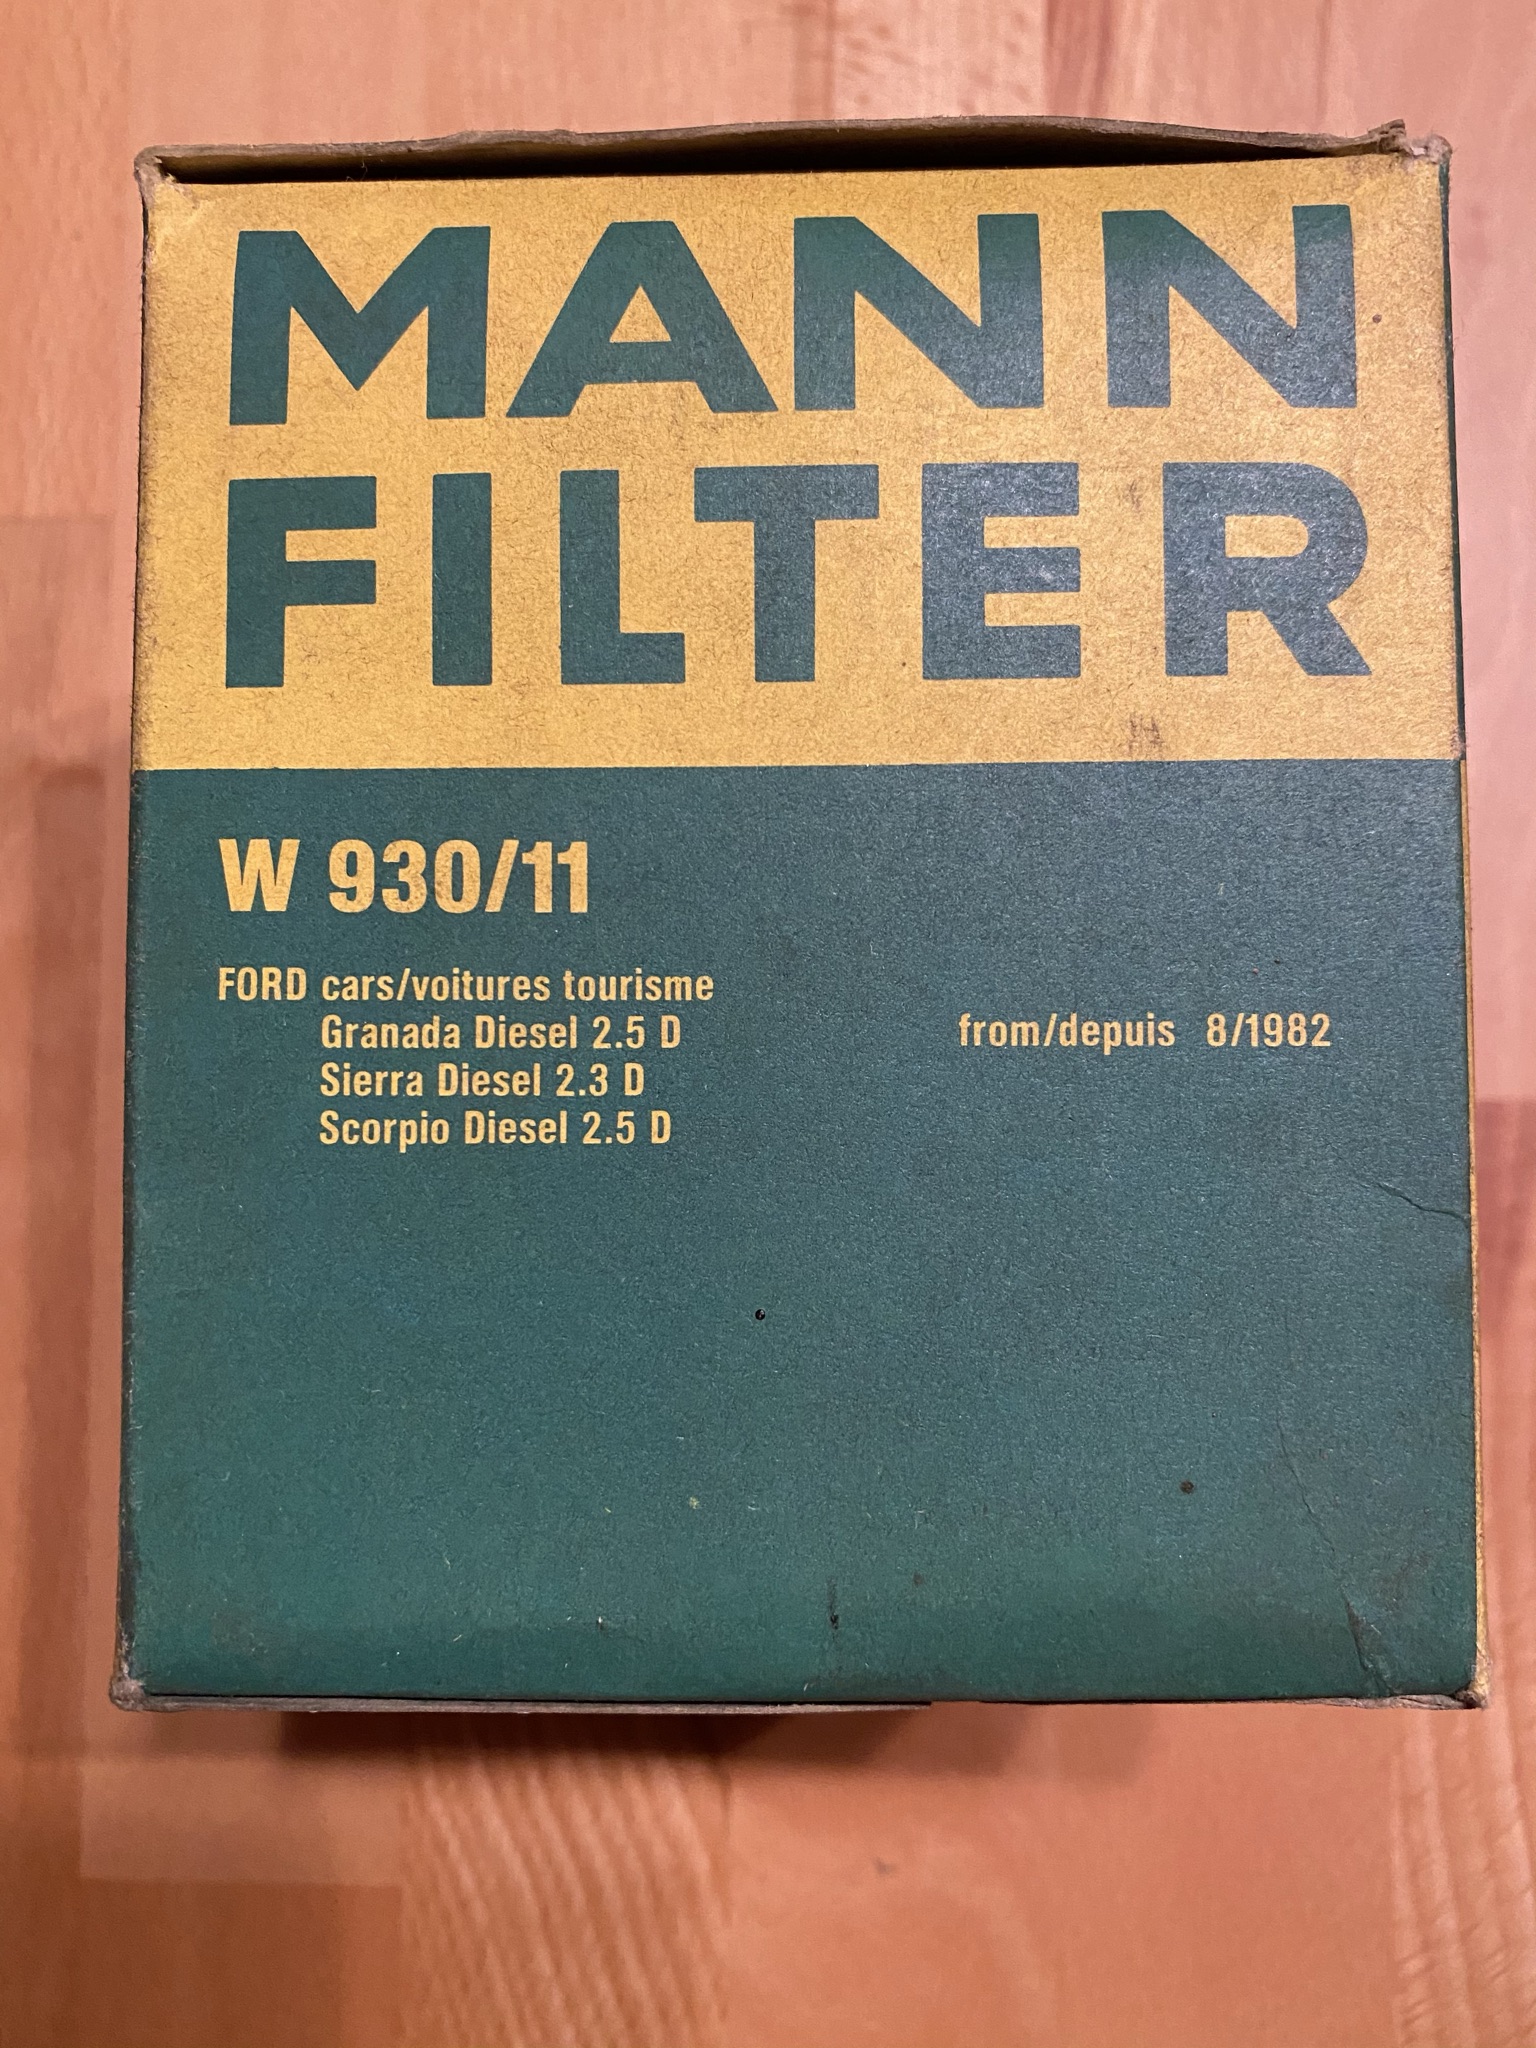 MANN
FILTER
W 930/11
FORD cars/voitures tourisme
Granada Diesel 2.5 D from/depuis 8/1982
Sierra Diesel 2.3 D
Scorpio Diesel 2.5 D